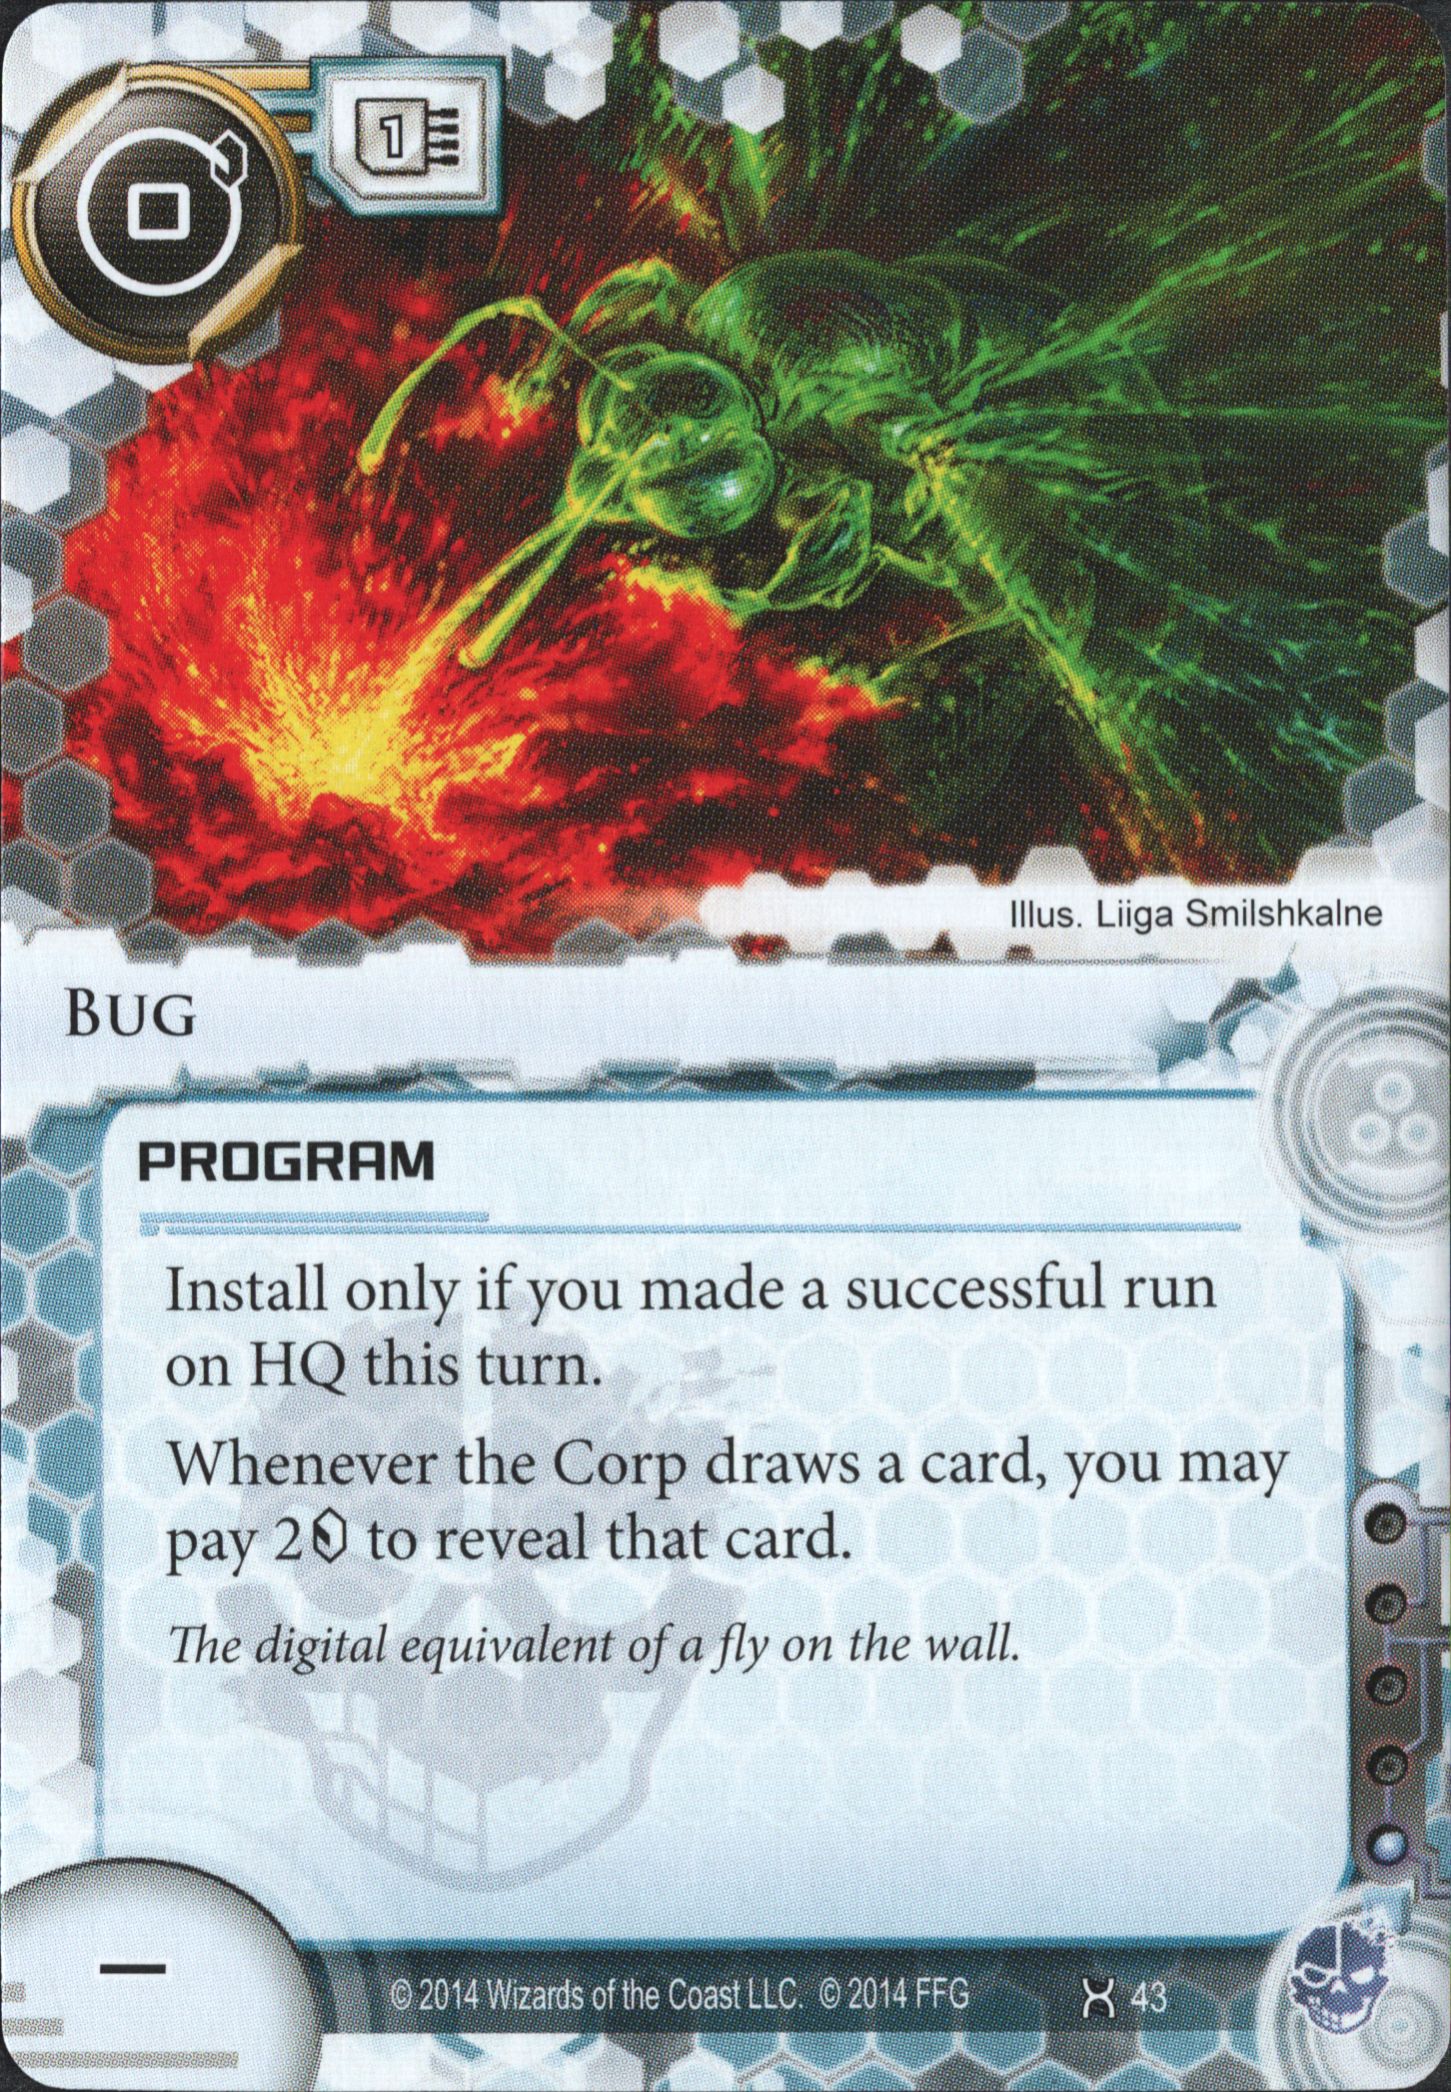 0
1
Illus. Liiga Smilshkalne
BUG
PROGRAM
Install only if you made a successful run
on HQ this turn.
Whenever the Corp draws a card, you may
pay 2 to reveal that card.
The digital equivalent of a fly on the wall.
–
© 2014 Wizards of the Coast LLC. © 2014 FFG 43